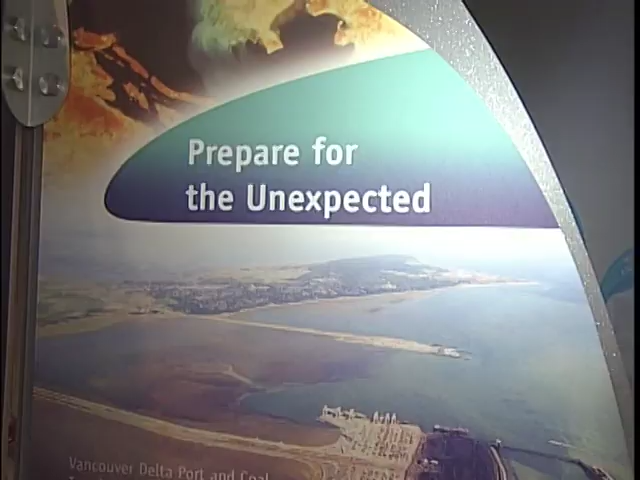 Prepare for
the Unexpected
Vancouver Delta Port and Coal